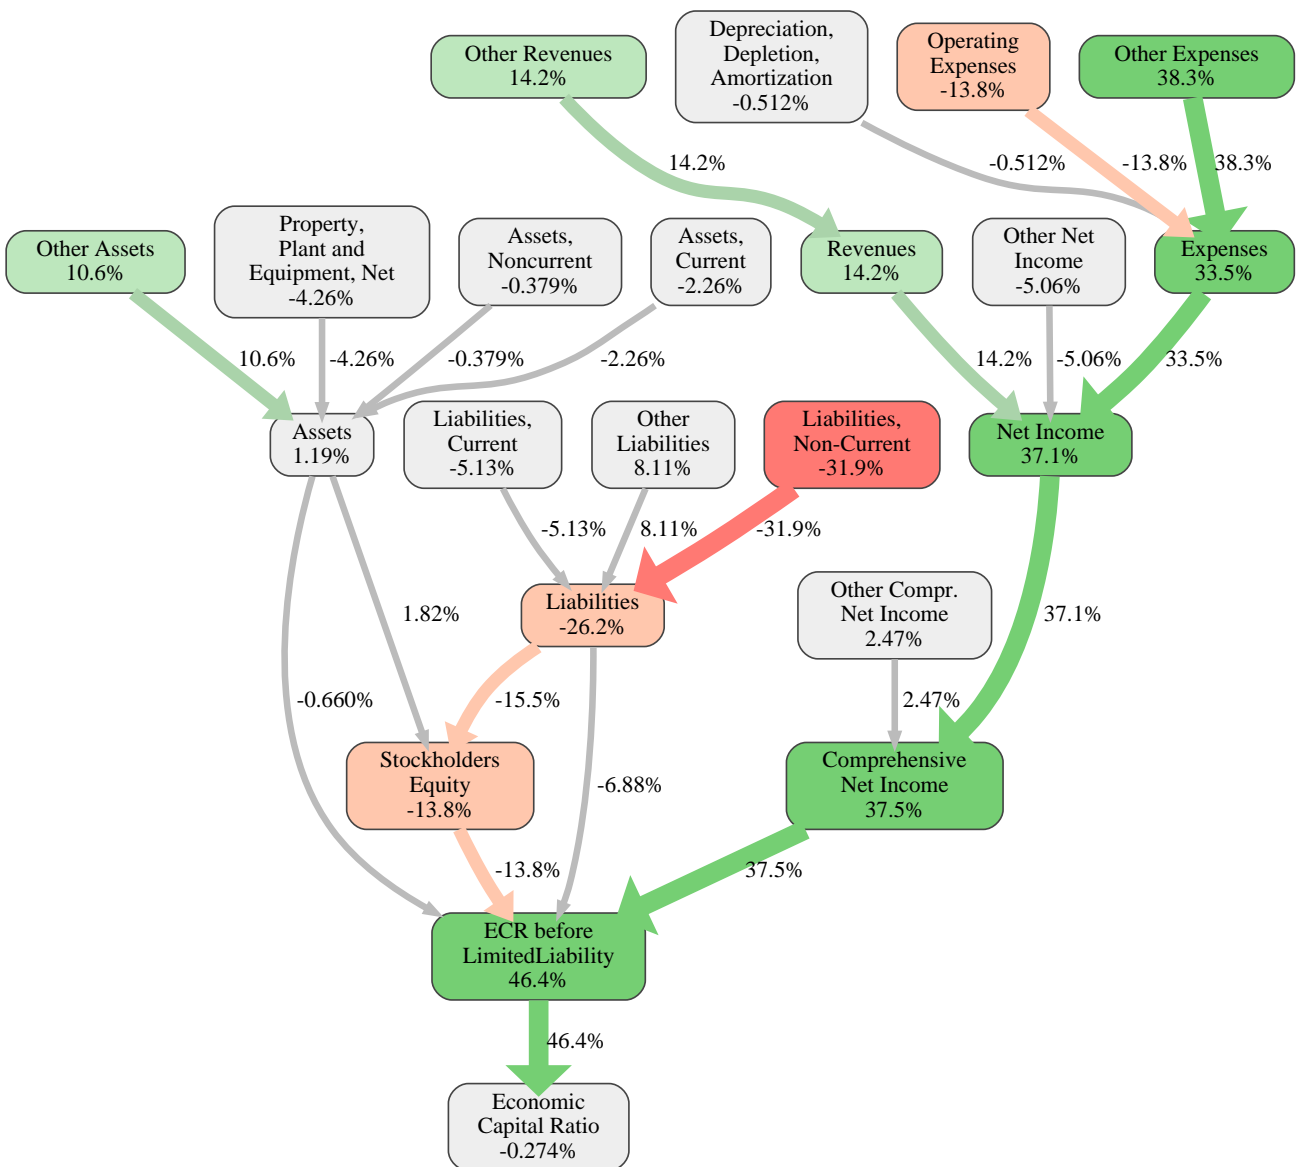 Other Revenues
14.2%
Depreciation,
Depletion,
Amortization
-0.512%
Operating
Expenses
-13.8%
Other Expenses
38.3%
14.2%
-0.512%
-13.8%
38.3%
Other Assets
10.6%
Property,
Plant and
Equipment, Net
-4.26%
Assets,
Noncurrent
-0.379%
Assets,
Current
-2.26%
Revenues
14.2%
Other Net
Income
-5.06%
Expenses
33.5%
10.6%
-4.26%
-0.379%
-2.26%
14.2%
-5.06%
33.5%
Assets
1.19%
Liabilities,
Current
-5.13%
Other
Liabilities
8.11%
Liabilities,
Non-Current
-31.9%
Net Income
37.1%
-5.13%
8.11%
-31.9%
Liabilities
-26.2%
Other Compr.
Net Income
2.47%
1.82%
37.1%
-0.660%
-15.5%
2.47%
Stockholders
Equity
-13.8%
-6.88%
Comprehensive
Net Income
37.5%
-13.8%
37.5%
ECR before
LimitedLiability
46.4%
46.4%
Economic
Capital Ratio
-0.274%